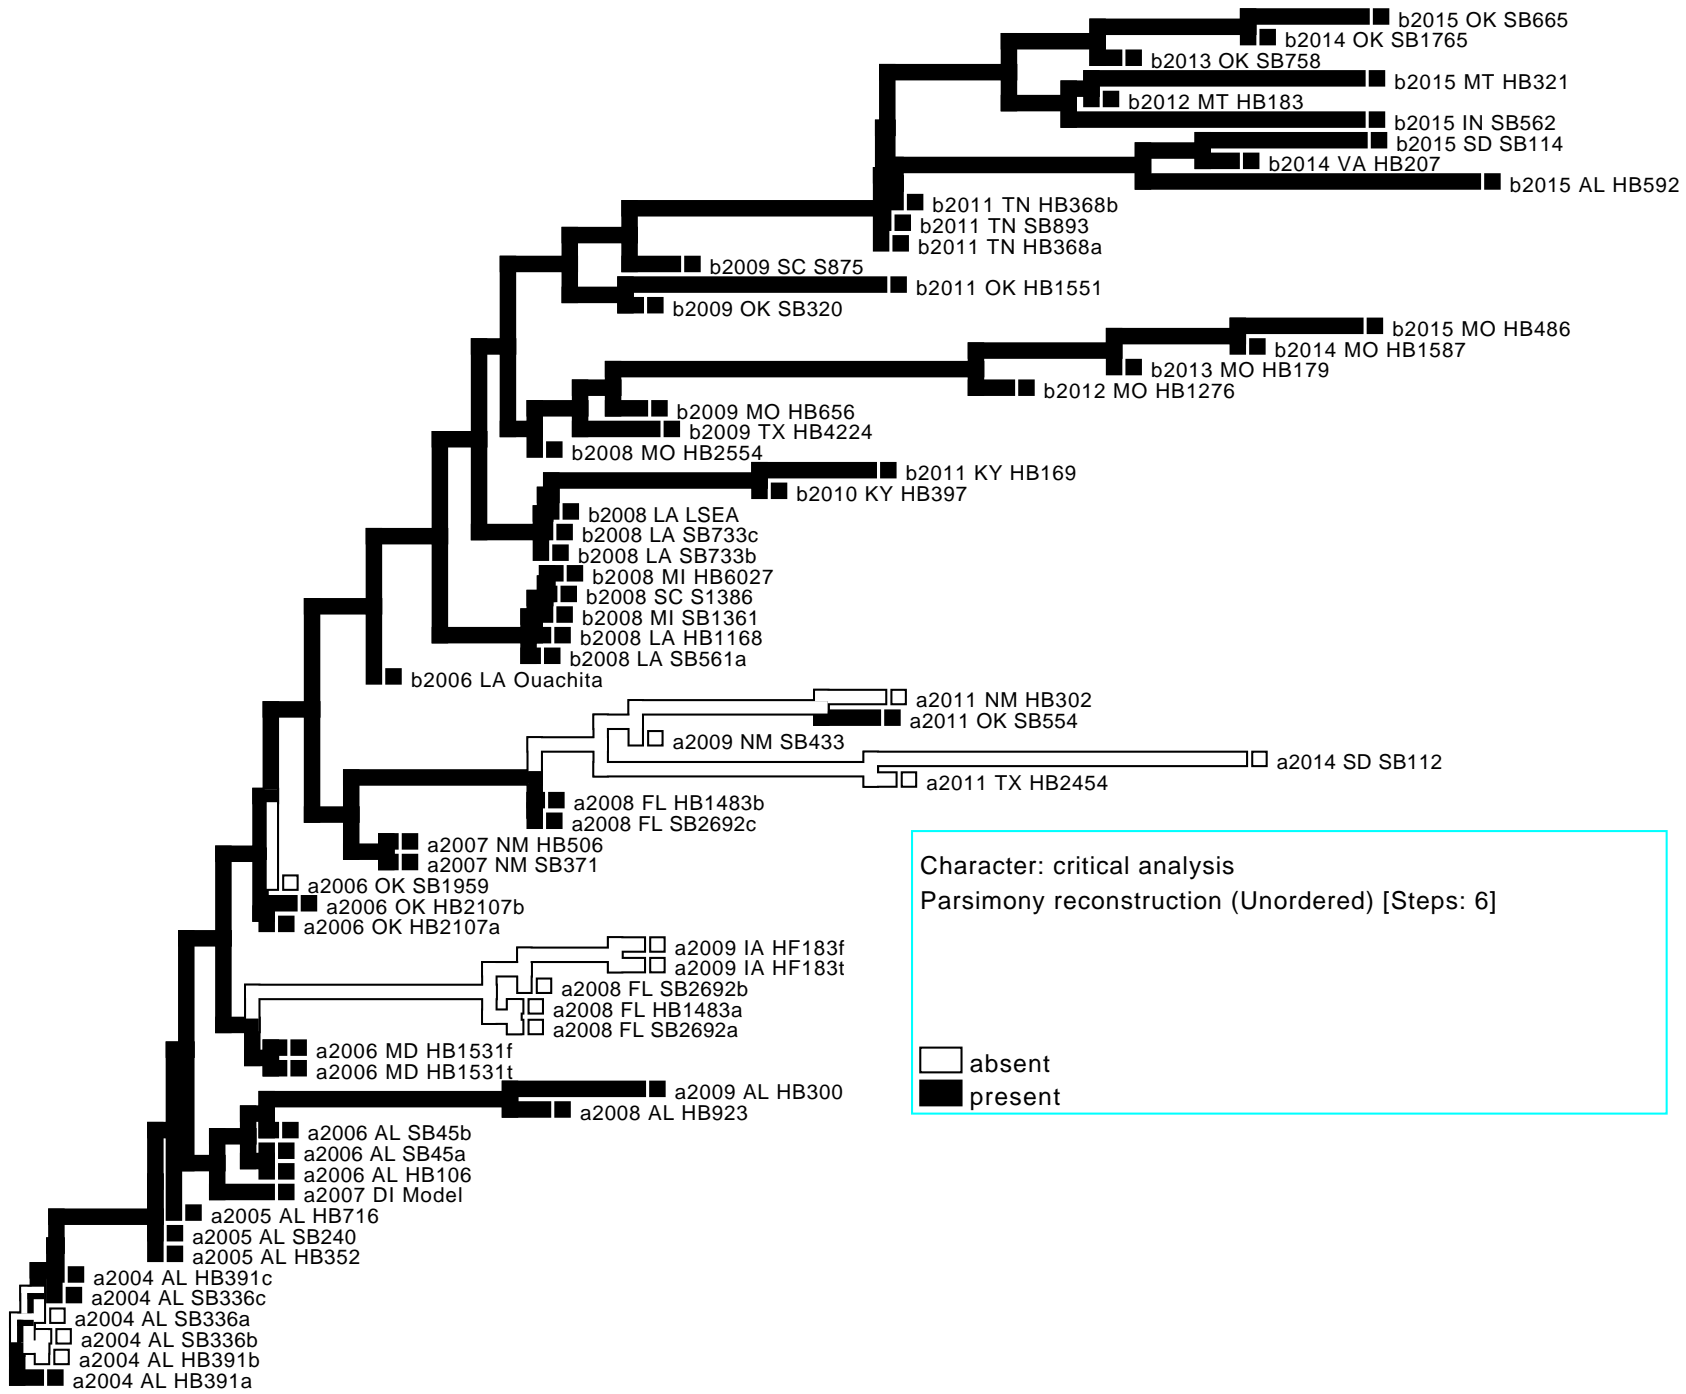 b2015 OK SB665
b2014 OK SB1765
b2013 OK SB758
b2015 MT HB321
b2012 MT HB183
b2015 IN SB562
b2015 SD SB114
b2014 VA HB207
b2015 AL HB592
b2011 TN HB368b
b2011 TN SB893
b2011 TN HB368a
b2009 SC S875
b2011 OK HB1551
b2009 OK SB320
b2015 MO HB486
b2014 MO HB1587
b2013 MO HB179
b2012 MO HB1276
b2009 MO HB656
b2009 TX HB4224
b2008 MO HB2554
b2011 KY HB169
b2010 KY HB397
b2008 LA LSEA
b2008 LA SB733c
b2008 LA SB733b
b2008 MI HB6027
b2008 SC S1386
b2008 MI SB1361
b2008 LA HB1168
b2008 LA SB561a
b2006 LA Ouachita
a2011 NM HB302
a2011 OK SB554
a2009 NM SB433
a2014 SD SB112
a2011 TX HB2454
a2008 FL HB1483b
a2008 FL SB2692c
a2007 NM HB506
a2007 NM SB371
a2006 OK SB1959
a2006 OK HB2107b
a2006 OK HB2107a
a2009 IA HF183f
a2009 IA HF183t
a2008 FL SB2692b
a2008 FL HB1483a
a2008 FL SB2692a
a2006 MD HB1531f
a2006 MD HB1531t
a2009 AL HB300
a2008 AL HB923
a2006 AL SB45b
a2006 AL SB45a
a2006 AL HB106
a2007 DI Model
a2005 AL HB716
a2005 AL SB240
a2005 AL HB352
a2004 AL HB391c
a2004 AL SB336c
a2004 AL SB336a
a2004 AL SB336b
a2004 AL HB391b
a2004 AL HB391a
Character: critical analysis
Parsimony reconstruction (Unordered) [Steps: 6]
absent
present